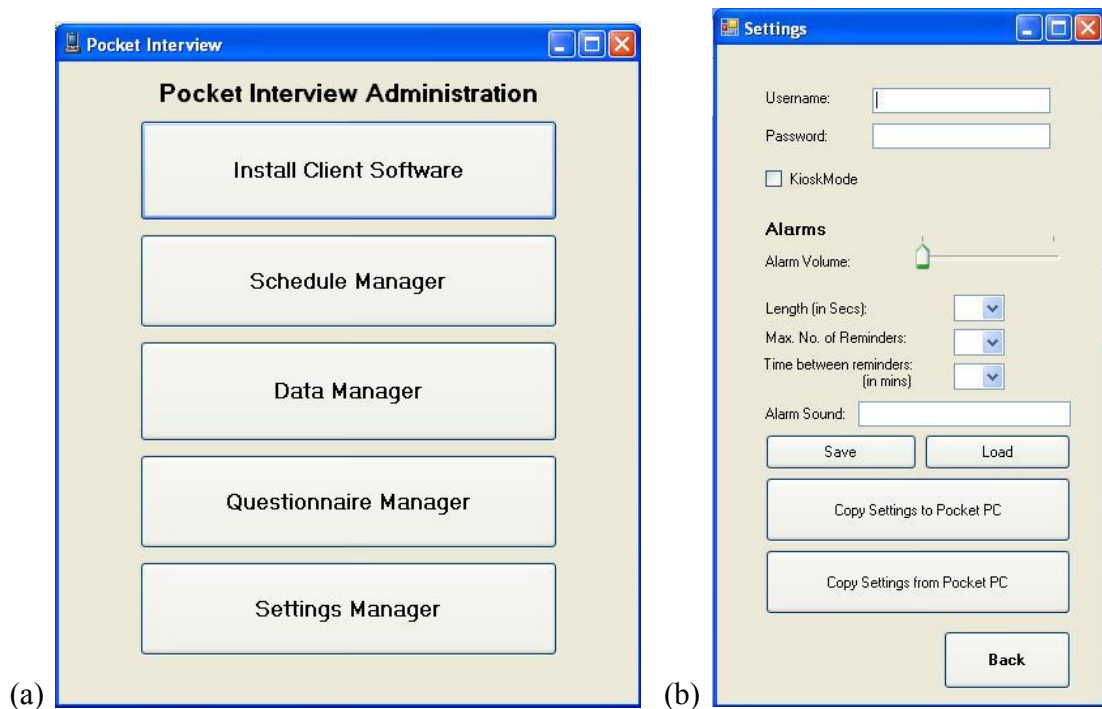 Pocket Interview
Pocket Interview Administration
Install Client Software
Schedule Manager
Data Manager
Questionnaire Manager
Settings Manager
(a)
Settings
Username:
Password:
KioskMode
Alarms
Alarm Volume:
Length (in Secs):
Max. No. of Reminders:
Time between reminders:
(in mins)
Alarm Sound:
Save Load
Copy Settings to Pocket PC
Copy Settings from Pocket PC
Back
(b)